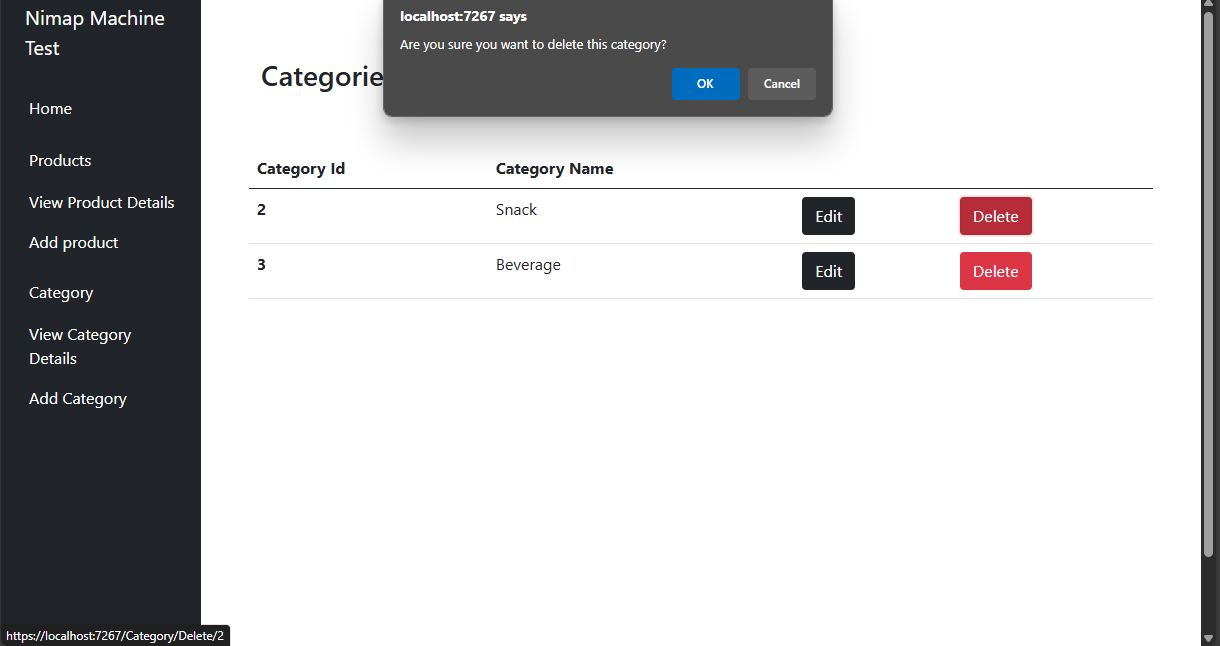 Nimap Machine
Test
Home
Products
View Product Details
Add product
Category
View Category
Details
Add Category
localhost:7267 says
Are you sure you want to delete this category?
OK Cancel
Categorie
Category Id Category Name
2 Snack Edit Delete
3 Beverage Edit Delete
https://localhost:7267/Category/Delete/2